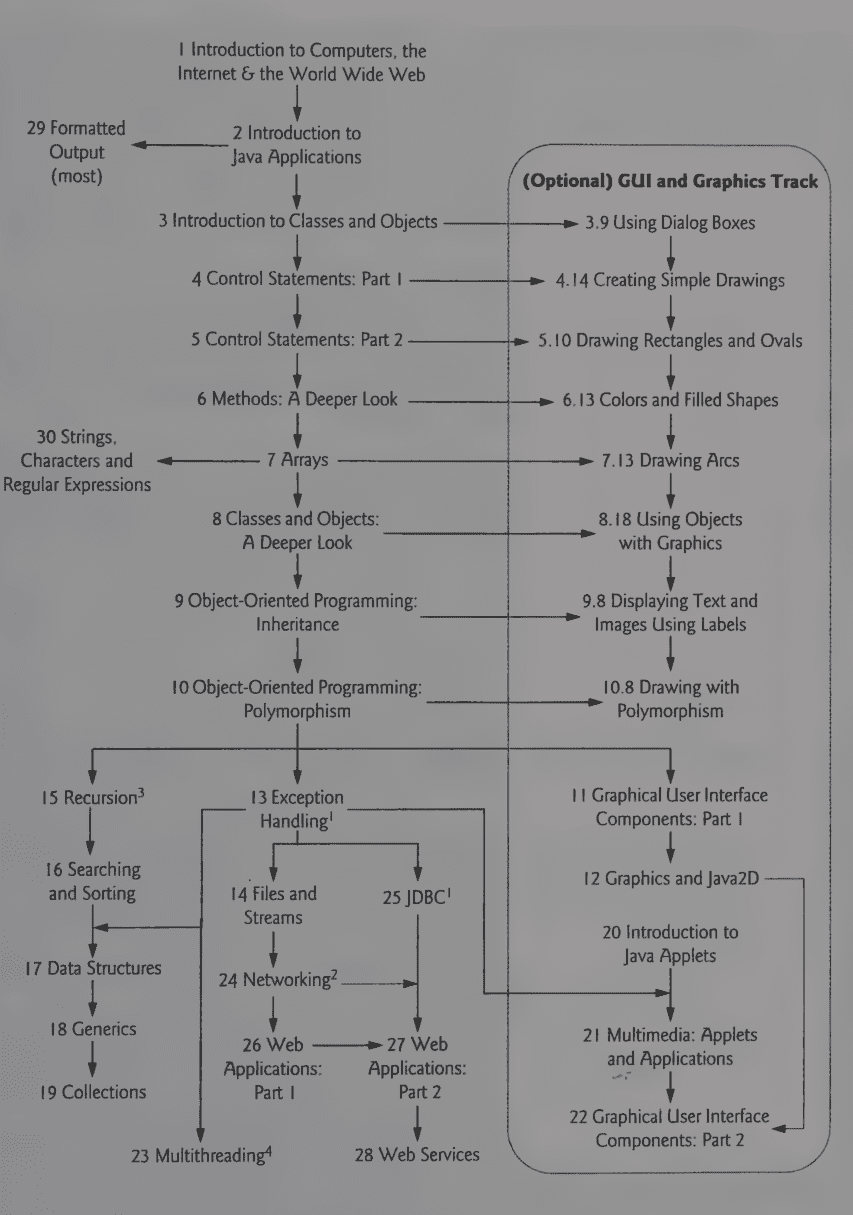 1 Introduction to Computers, the
Internet & the World Wide Web
29 Formatted
Output
(most)
2 Introduction to
Java Applications
(Optional) GUI and Graphics Track
3 Introduction to Classes and Objects
3.9 Using Dialog Boxes
4 Control Statements: Part 1
4.14 Creating Simple Drawings
5 Control Statements: Part 2
5.10 Drawing Rectangles and Ovals
6 Methods: A Deeper Look
6.13 Colors and Filled Shapes
30 Strings,
Characters and
Regular Expressions
7 Arrays
7.13 Drawing Arcs
8 Classes and Objects:
A Deeper Look
8.18 Using Objects
with Graphics
9 Object-Oriented Programming:
Inheritance
9.8 Displaying Text and
Images Using Labels
10 Object-Oriented Programming:
Polymorphism
10.8 Drawing with
Polymorphism
15 Recursion³
13 Exception
Handling¹
11 Graphical User Interface
Components: Part 1
16 Searching
and Sorting
14 Files and
Streams
25 JDBC¹
12 Graphics and Java2D
20 Introduction to
Java Applets
17 Data Structures
24 Networking²
18 Generics
26 Web
Applications:
Part 1
27 Web
Applications:
Part 2
21 Multimedia: Applets
and Applications
19 Collections
22 Graphical User Interface
Components: Part 2
23 Multithreading⁴
28 Web Services